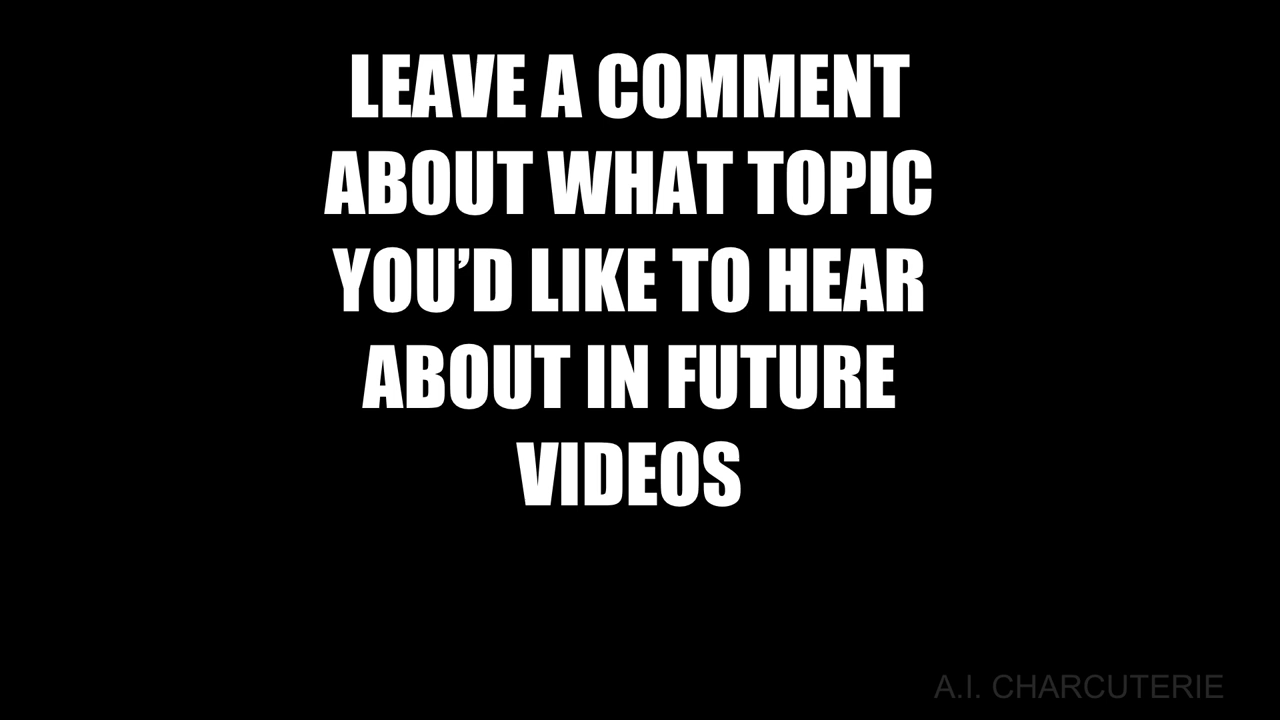 LEAVE A COMMENT
ABOUT WHAT TOPIC
YOU’D LIKE TO HEAR
ABOUT IN FUTURE
VIDEOS
A.I. CHARCUTERIE